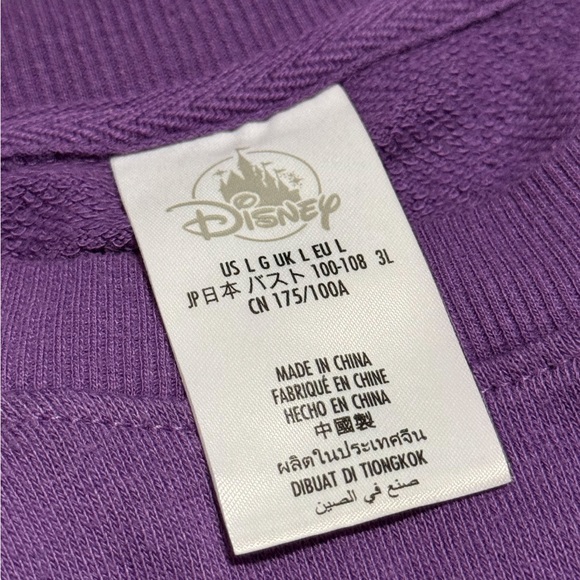 Disney
US L G UK L EU L
JP日本 バスト 100-108 3L
CN 175/100A
MADE IN CHINA
FABRIQUÉ EN CHINE
HECHO EN CHINA
中國製
ผลิตในประเทศจีน
DIBUAT DI TIONGKOK
صنع في الصين